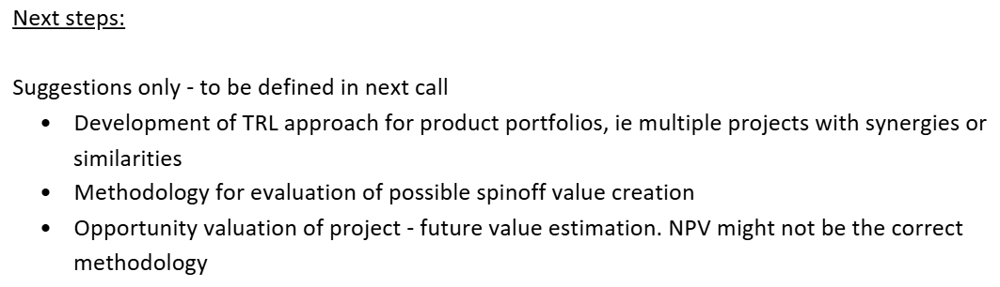 Next steps:
Suggestions only - to be defined in next call
• Development of TRL approach for product portfolios, ie multiple projects with synergies or
similarities
• Methodology for evaluation of possible spinoff value creation
• Opportunity valuation of project - future value estimation. NPV might not be the correct
methodology